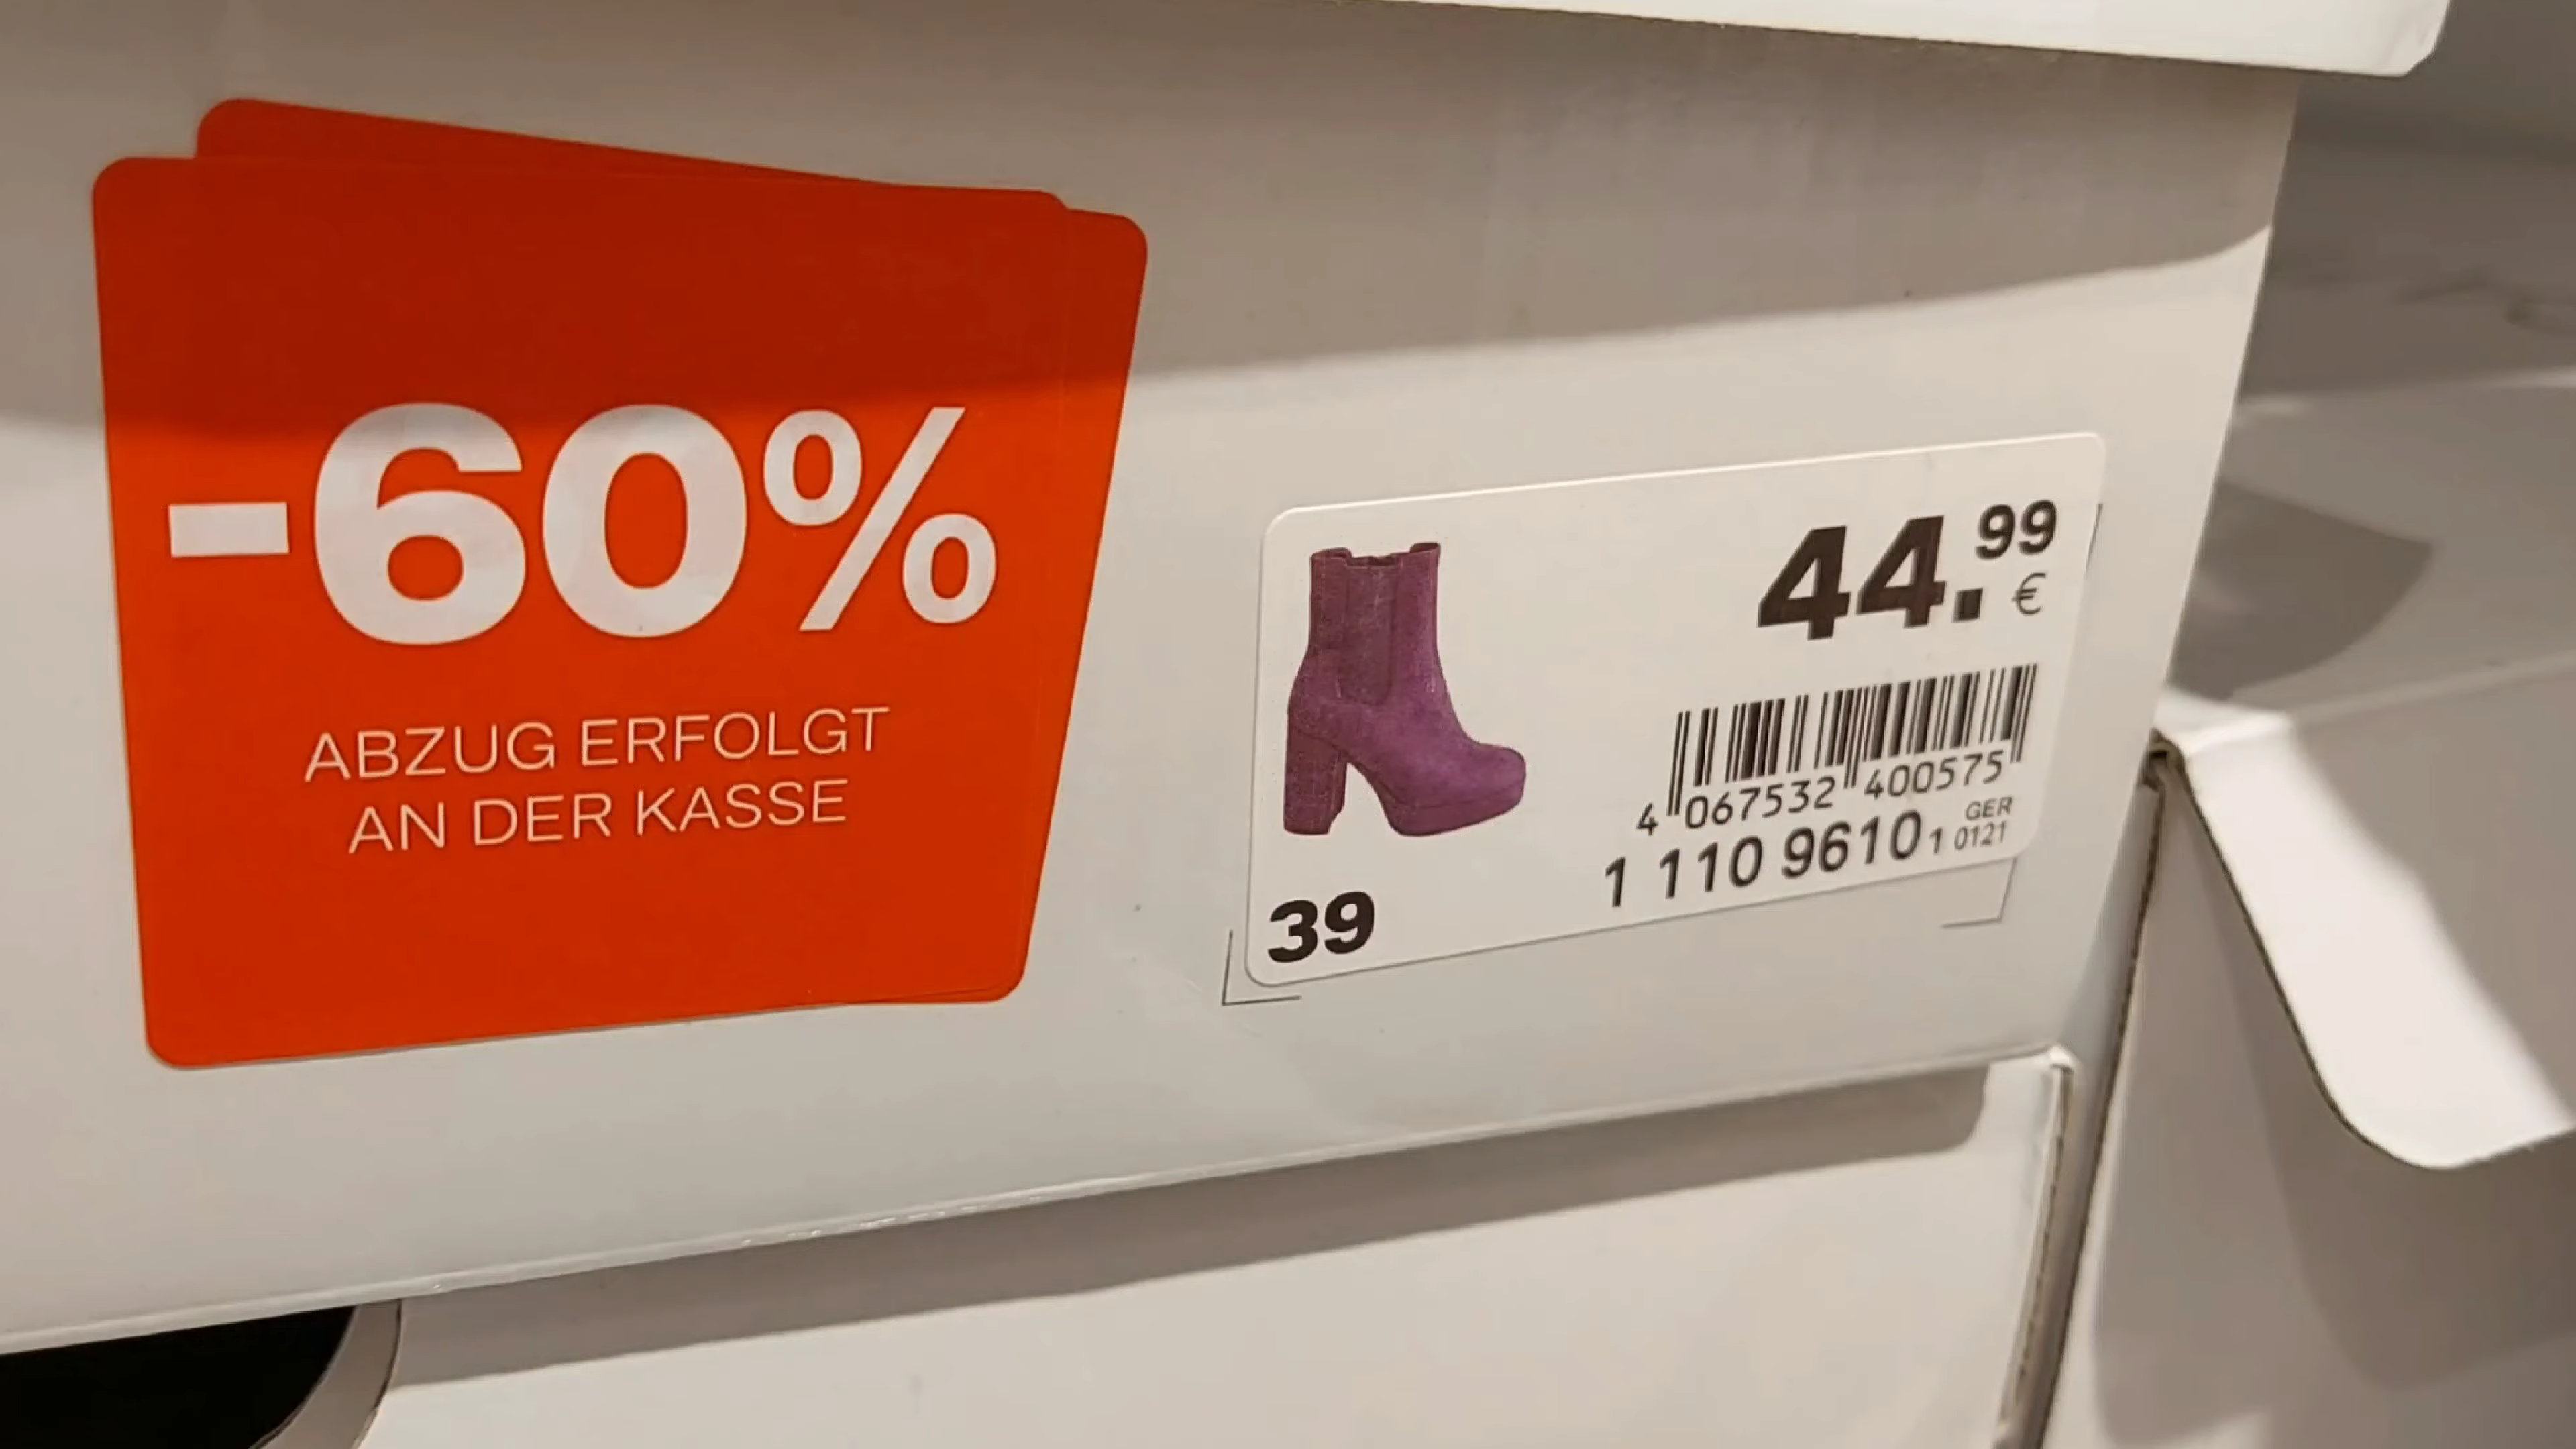 -60%
ABZUG ERFOLGT
AN DER KASSE
44.99
€
4 067532 400575
GER
1 110 9610 1 0121
39